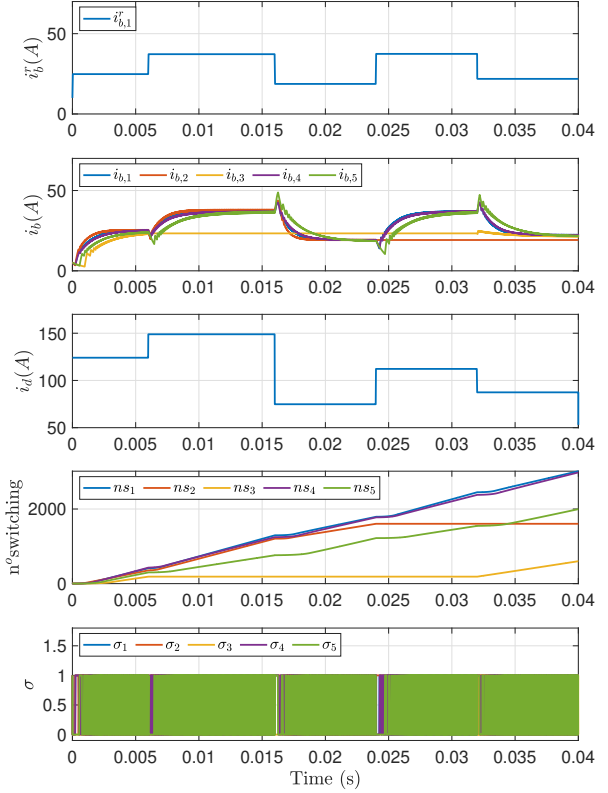 50
0
i^r_b(A)
i^r_{b,1}
0 0.005 0.01 0.015 0.02 0.025 0.03 0.035 0.04
50
0
i_b(A)
i_{b,1} i_{b,2} i_{b,3} i_{b,4} i_{b,5}
0 0.005 0.01 0.015 0.02 0.025 0.03 0.035 0.04
150
100
50
i_d(A)
0 0.005 0.01 0.015 0.02 0.025 0.03 0.035 0.04
2000
0
n^o switching
ns_1 ns_2 ns_3 ns_4 ns_5
0 0.005 0.01 0.015 0.02 0.025 0.03 0.035 0.04
1.5
1
0.5
0
σ
σ_1 σ_2 σ_3 σ_4 σ_5
0 0.005 0.01 0.015 0.02 0.025 0.03 0.035 0.04
Time (s)